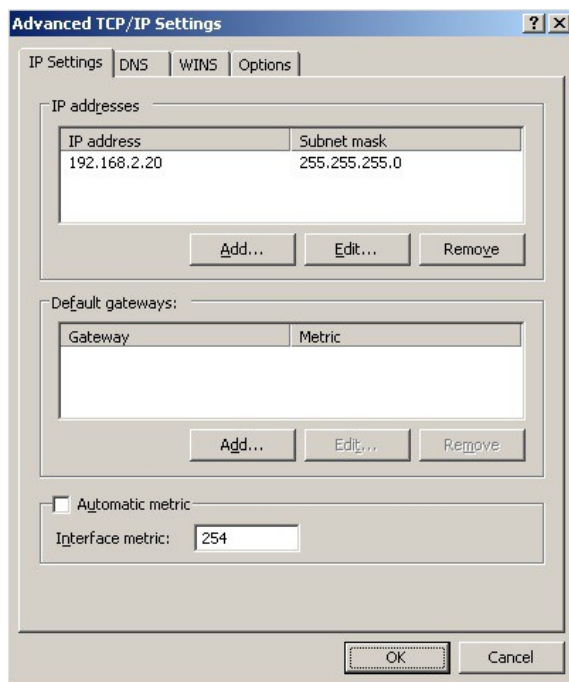 Advanced TCP/IP Settings
IP Settings DNS WINS Options
IP addresses
IP address Subnet mask
192.168.2.20 255.255.255.0
Add... Edit... Remove
Default gateways:
Gateway Metric
Add... Edit... Remove
Automatic metric
Interface metric: 254
OK Cancel